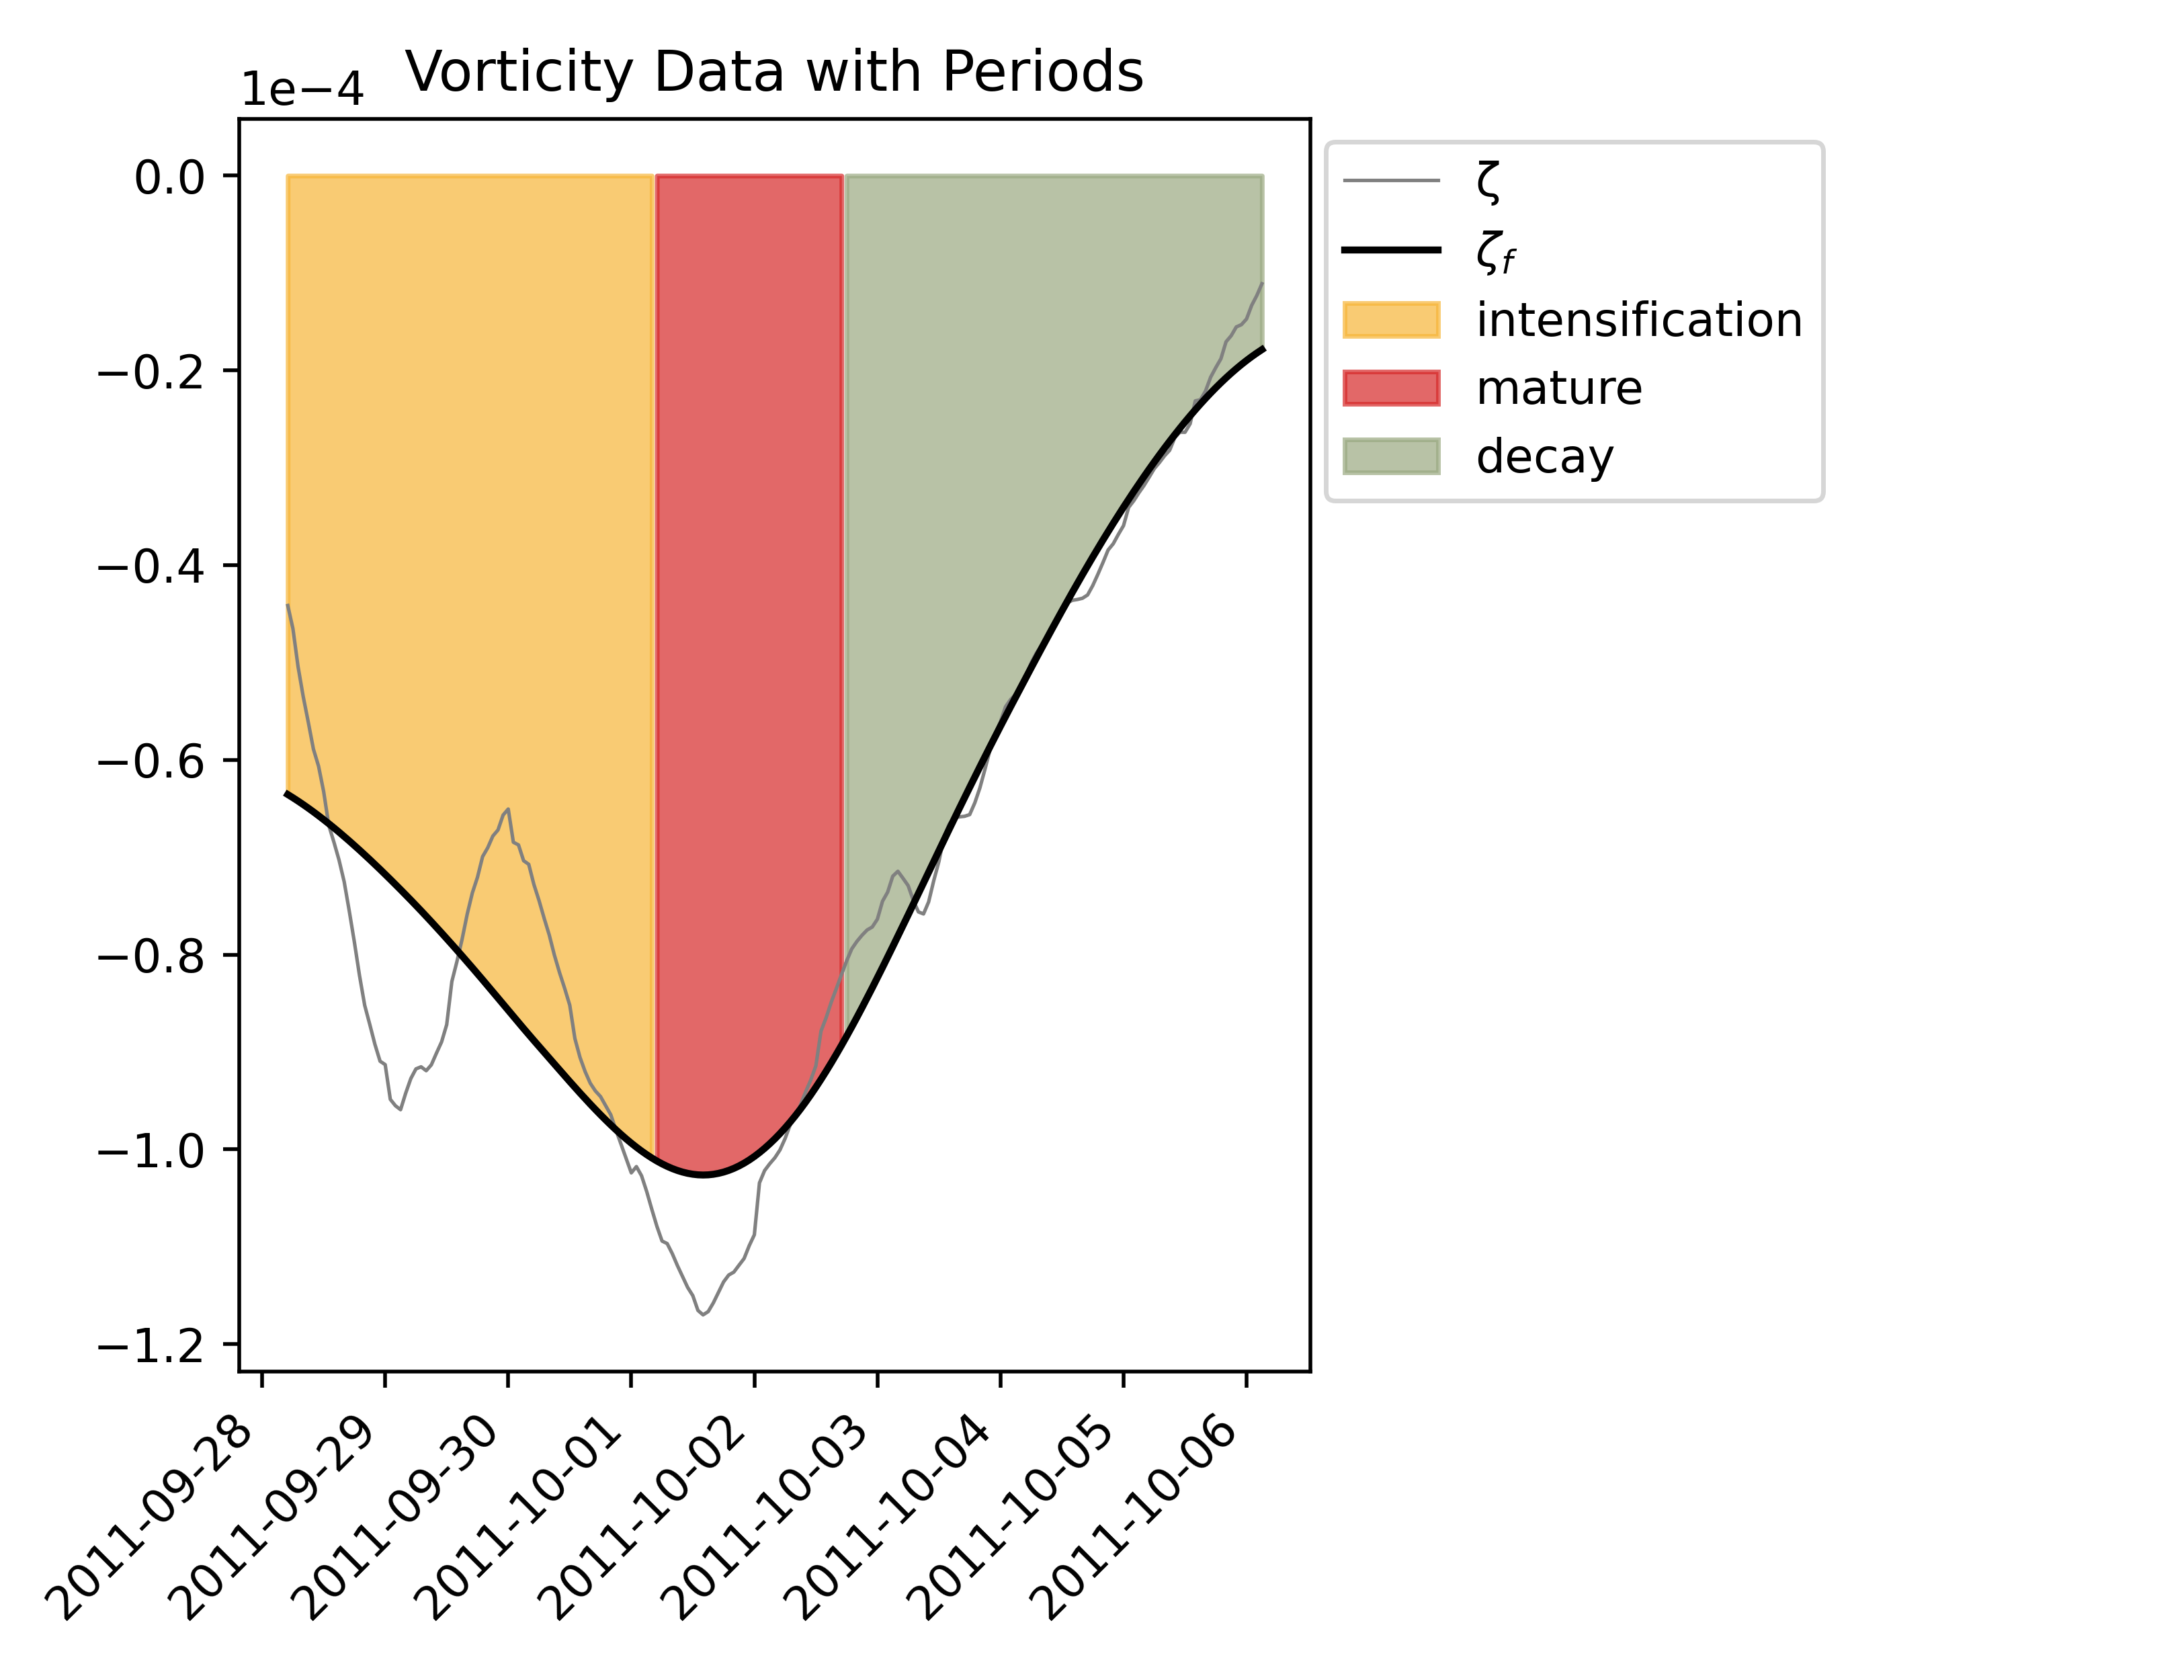 Vorticity Data with Periods
1e−4
0.0
−0.2
−0.4
−0.6
−0.8
−1.0
−1.2
2011-09-28
2011-09-29
2011-09-30
2011-10-01
2011-10-02
2011-10-03
2011-10-04
2011-10-05
2011-10-06
ζ
ζf
intensification
mature
decay